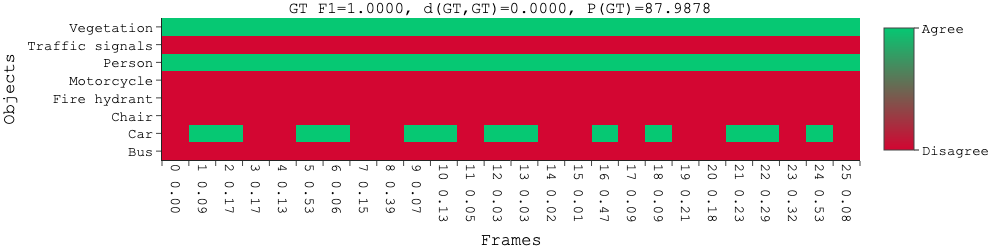 GT F1=1.0000, d(GT,GT)=0.0000, P(GT)=87.9878
Objects
Vegetation
Traffic signals
Person
Motorcycle
Fire hydrant
Chair
Car
Bus
Agree
Disagree
0 0.00
1 0.09
2 0.17
3 0.17
4 0.13
5 0.53
6 0.06
7 0.15
8 0.39
9 0.17
10 0.13
11 0.05
12 0.03
13 0.53
14 0.02
15 0.01
16 0.47
17 0.09
18 0.09
19 0.21
20 0.18
21 0.23
22 0.29
23 0.32
24 0.53
25 0.08
Frames